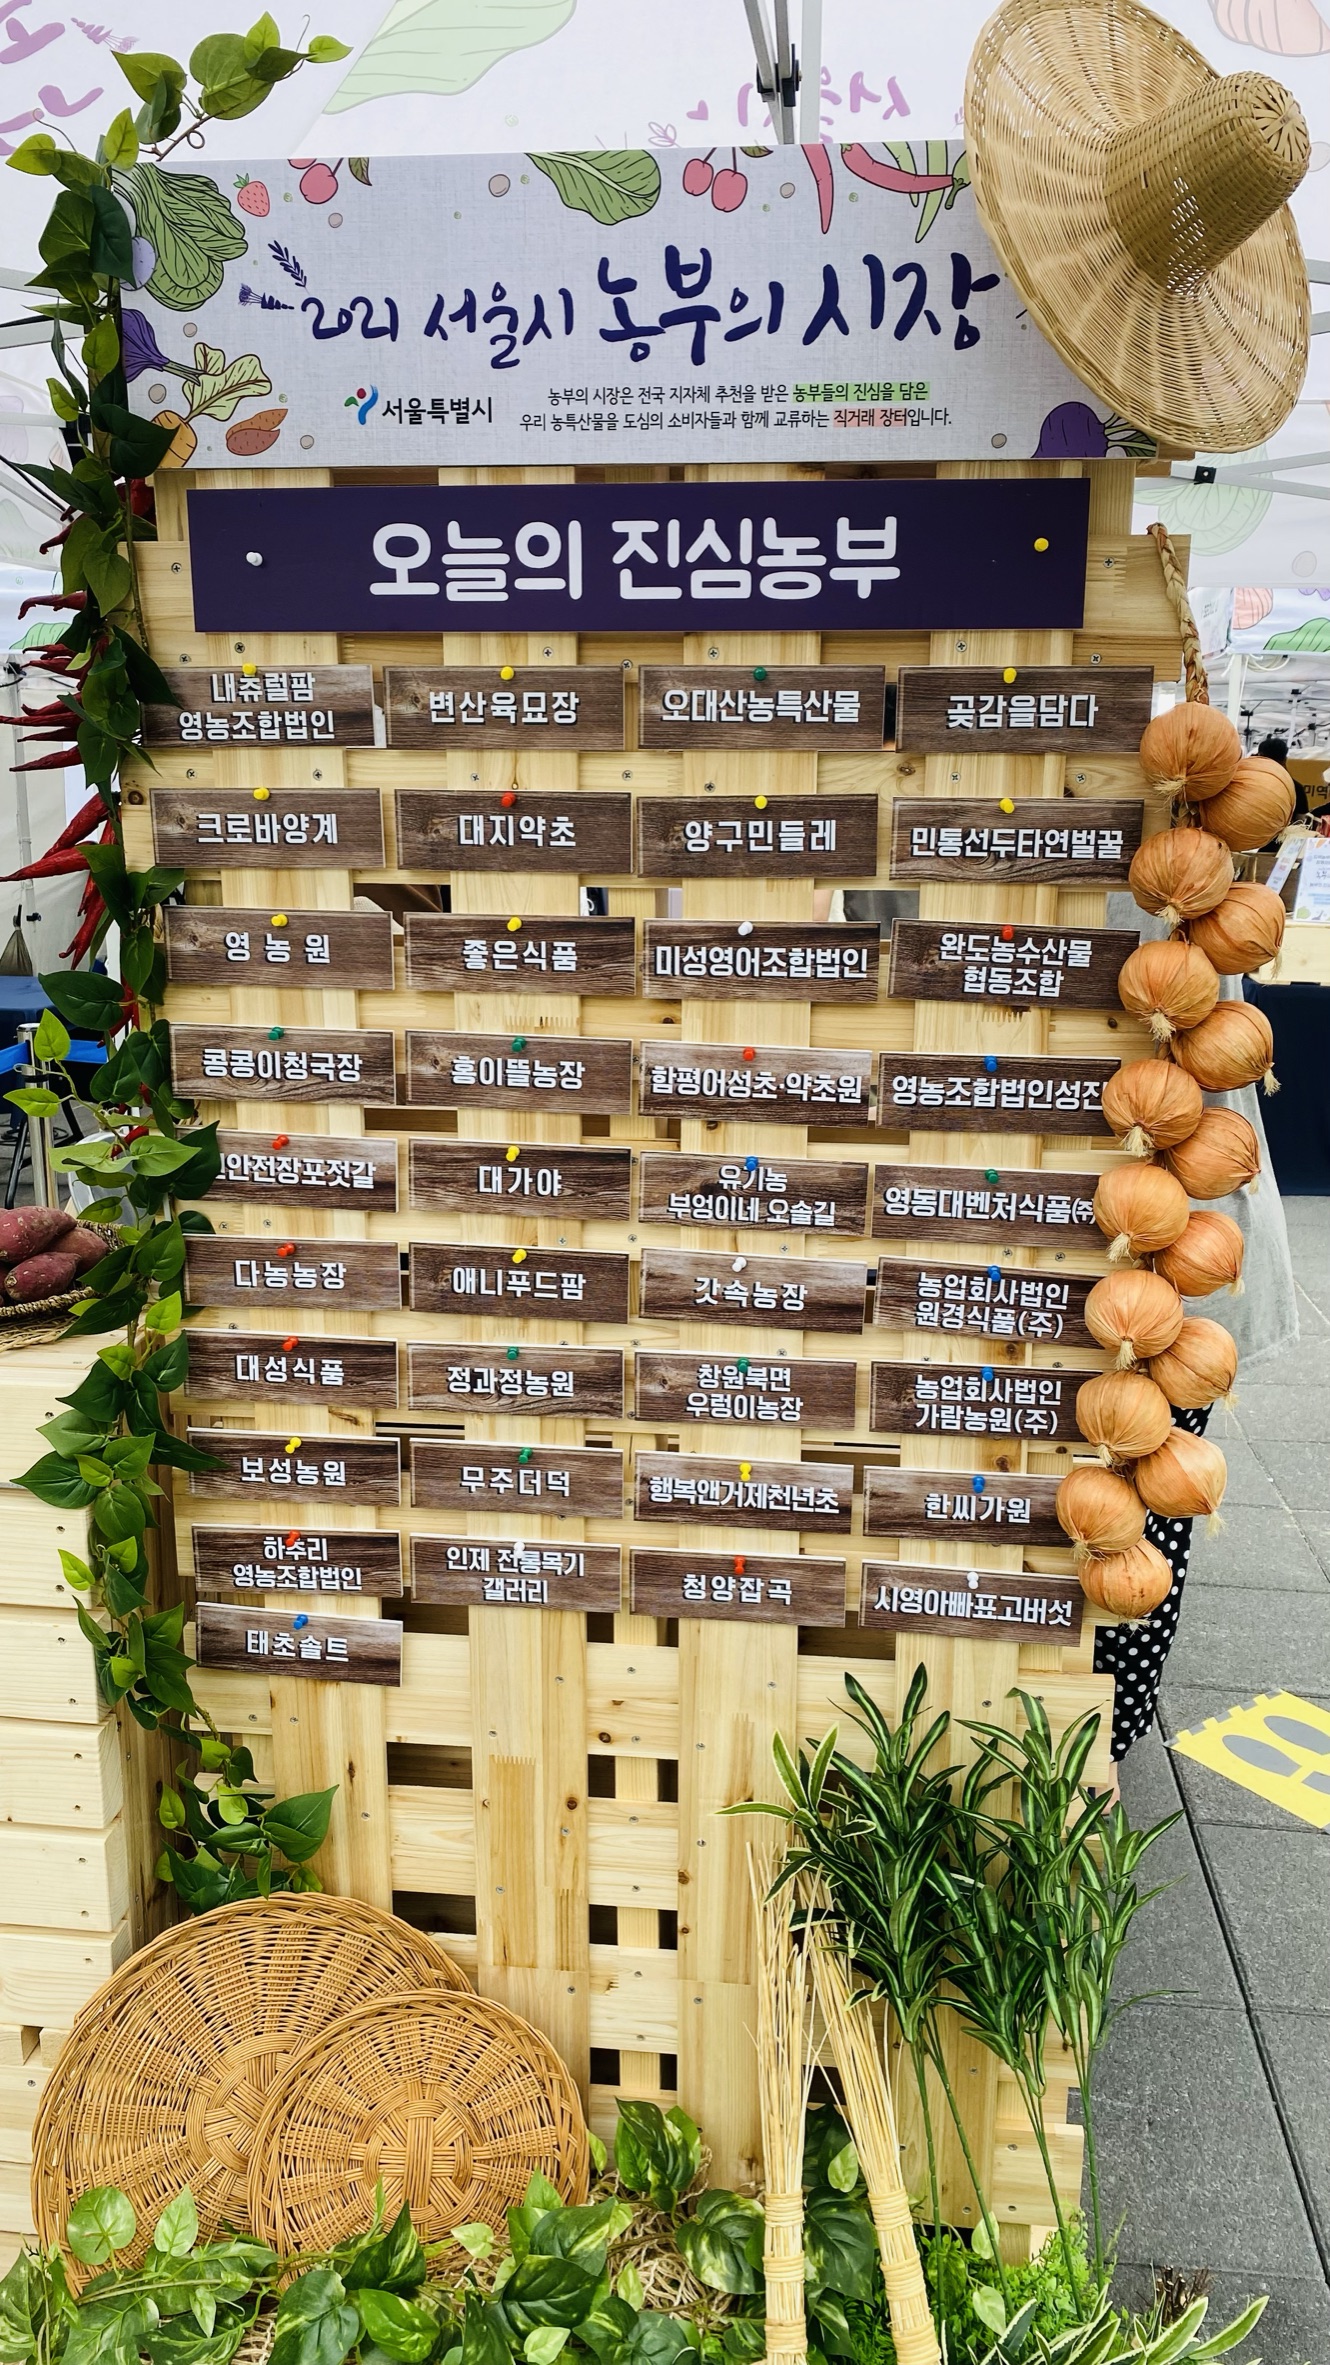 2021 서울시 농부의 시장
서울특별시
농부의 시장은 전국 지자체 추천을 받은 농부들의 진심을 담은
우리 농특산물을 도심의 소비자들과 함께 교류하는 직거래 장터입니다.
오늘의 진심농부
내츄럴팜
영농조합법인
변산육묘장
오대산농특산물
곶감을담다
크로바양계
대지약초
양구민들레
민통선두타연벌꿀
영 농 원
좋은식품
미성영어조합법인
완도농수산물
협동조합
콩콩이청국장
홍이뜰농장
함평어성초·약초원
영농조합법인성진
안전장포젓갈
대가야
유기농
부엉이네 오솔길
영동대벤처식품㈜
다농농장
애니푸드팜
갓속농장
농업회사법인
원경식품(주)
대성식품
정과정농원
창원북면
우렁이농장
농업회사법인
가람농원(주)
보성농원
무주더덕
행복앤거제천년초
한씨가원
하추리
영농조합법인
인제 전통목기
갤러리
청양잡곡
시영아빠표고버섯
태초솔트